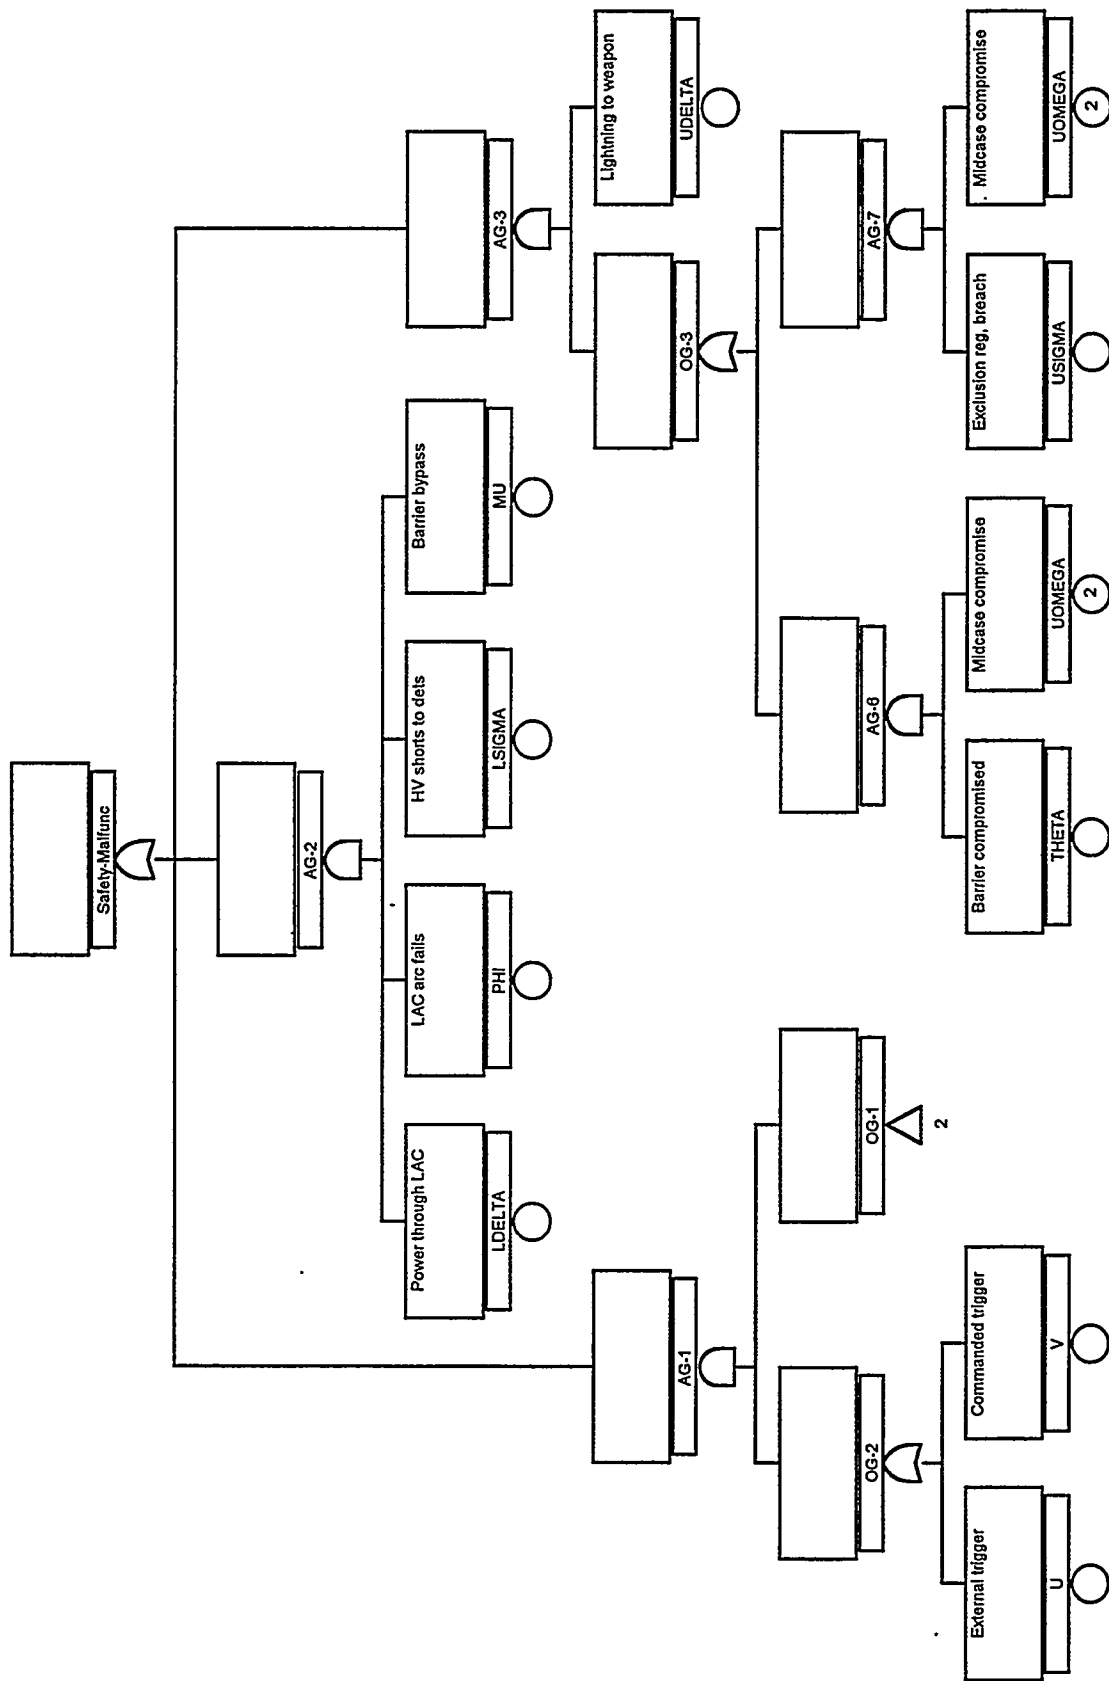 Safety-Malfunc
AG-2
Power through LAC
LDELTA
LAC arc fails
PHI
HV shorts to dets
LSIGMA
Barrier bypass
MU
AG-3
AG-1
OG-3
Lightning to weapon
UDELTA
OG-2
OG-1
2
AG-6
AG-7
External trigger
U
Commanded trigger
V
Barrier compromised
THETA
Midcase compromise
UOMEGA
2
Exclusion reg, breach
USIGMA
Midcase compromise
UOMEGA
2